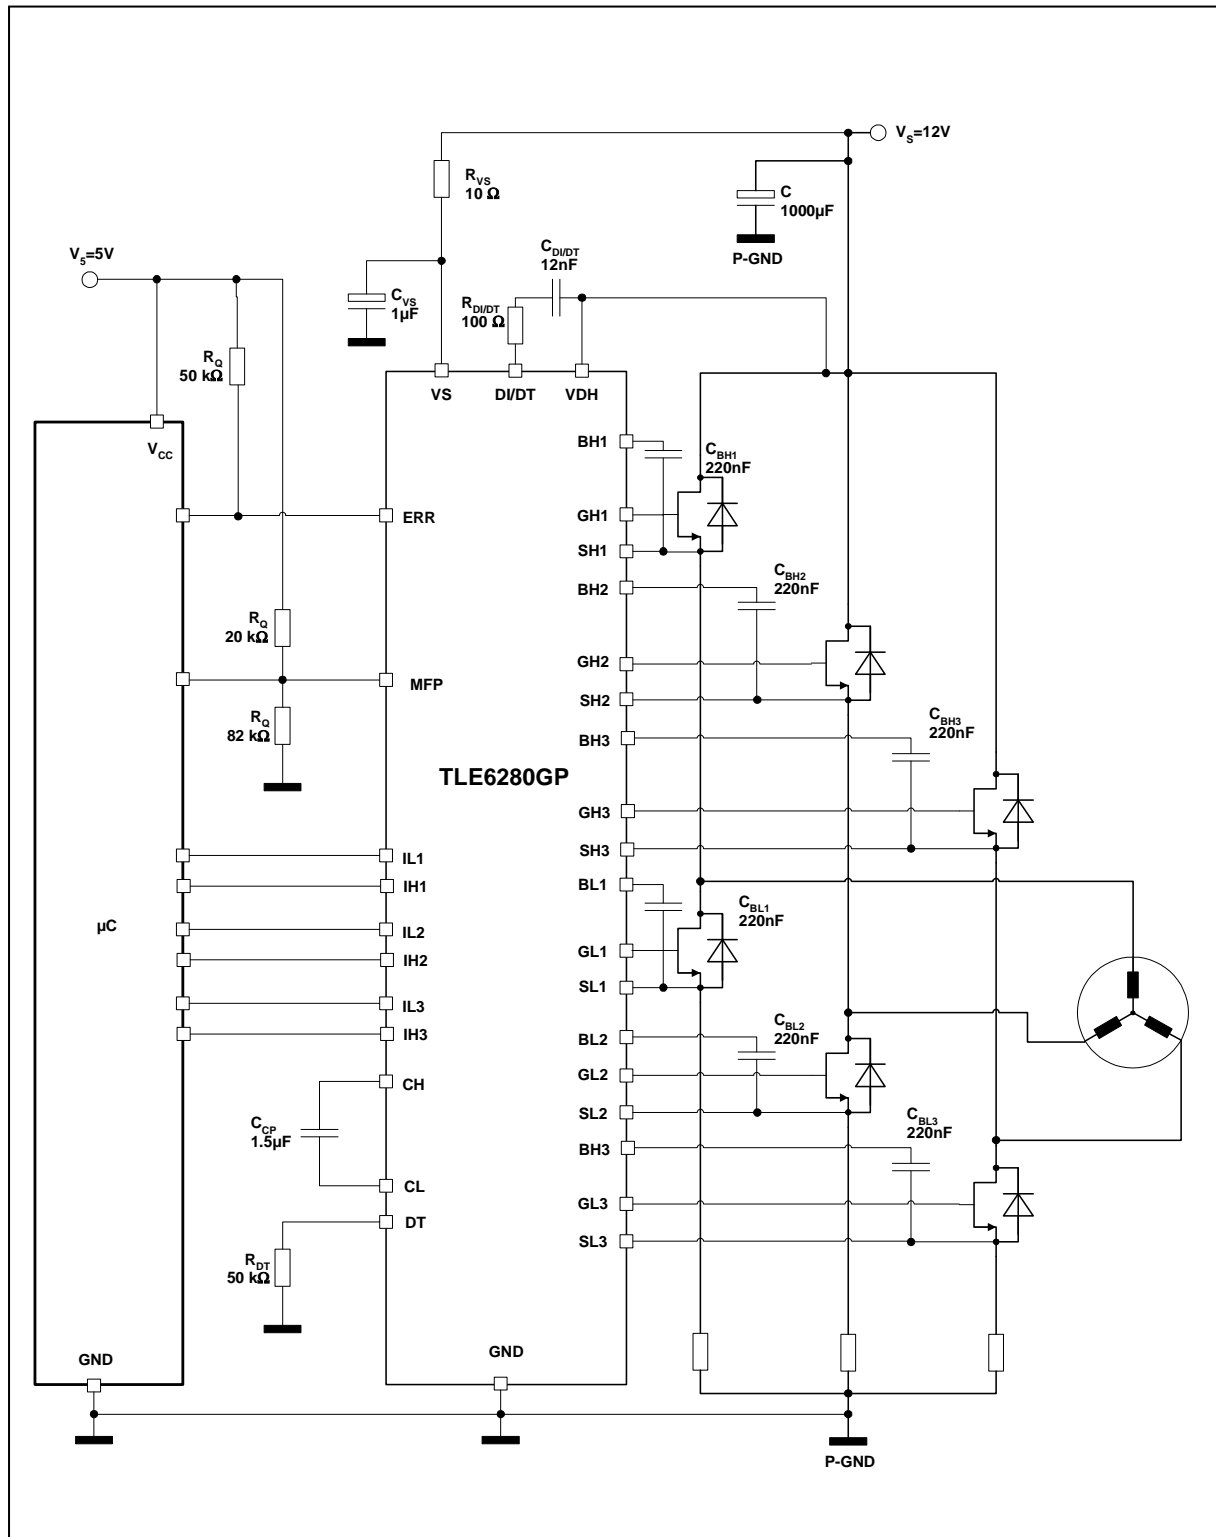 V_S=12V
R_VS
10 Ω
C
1000µF
P-GND
V_5=5V
C_DI/DT
12nF
C_VS
1µF
R_DI/DT
100 Ω
R_Q
50 kΩ
VS
DI/DT
VDH
V_CC
BH1
C_BH1
220nF
ERR
GH1
SH1
BH2
C_BH2
220nF
R_Q
20 kΩ
GH2
MFP
SH2
R_Q
82 kΩ
BH3
C_BH3
220nF
TLE6280GP
GH3
SH3
IL1
BL1
IH1
C_BL1
220nF
µC
IL2
GL1
IH2
SL1
IL3
C_BL2
220nF
IH3
BL2
CH
GL2
SL2
C_CP
1.5µF
C_BL3
220nF
BH3
CL
GL3
DT
SL3
R_DT
50 kΩ
GND
GND
P-GND